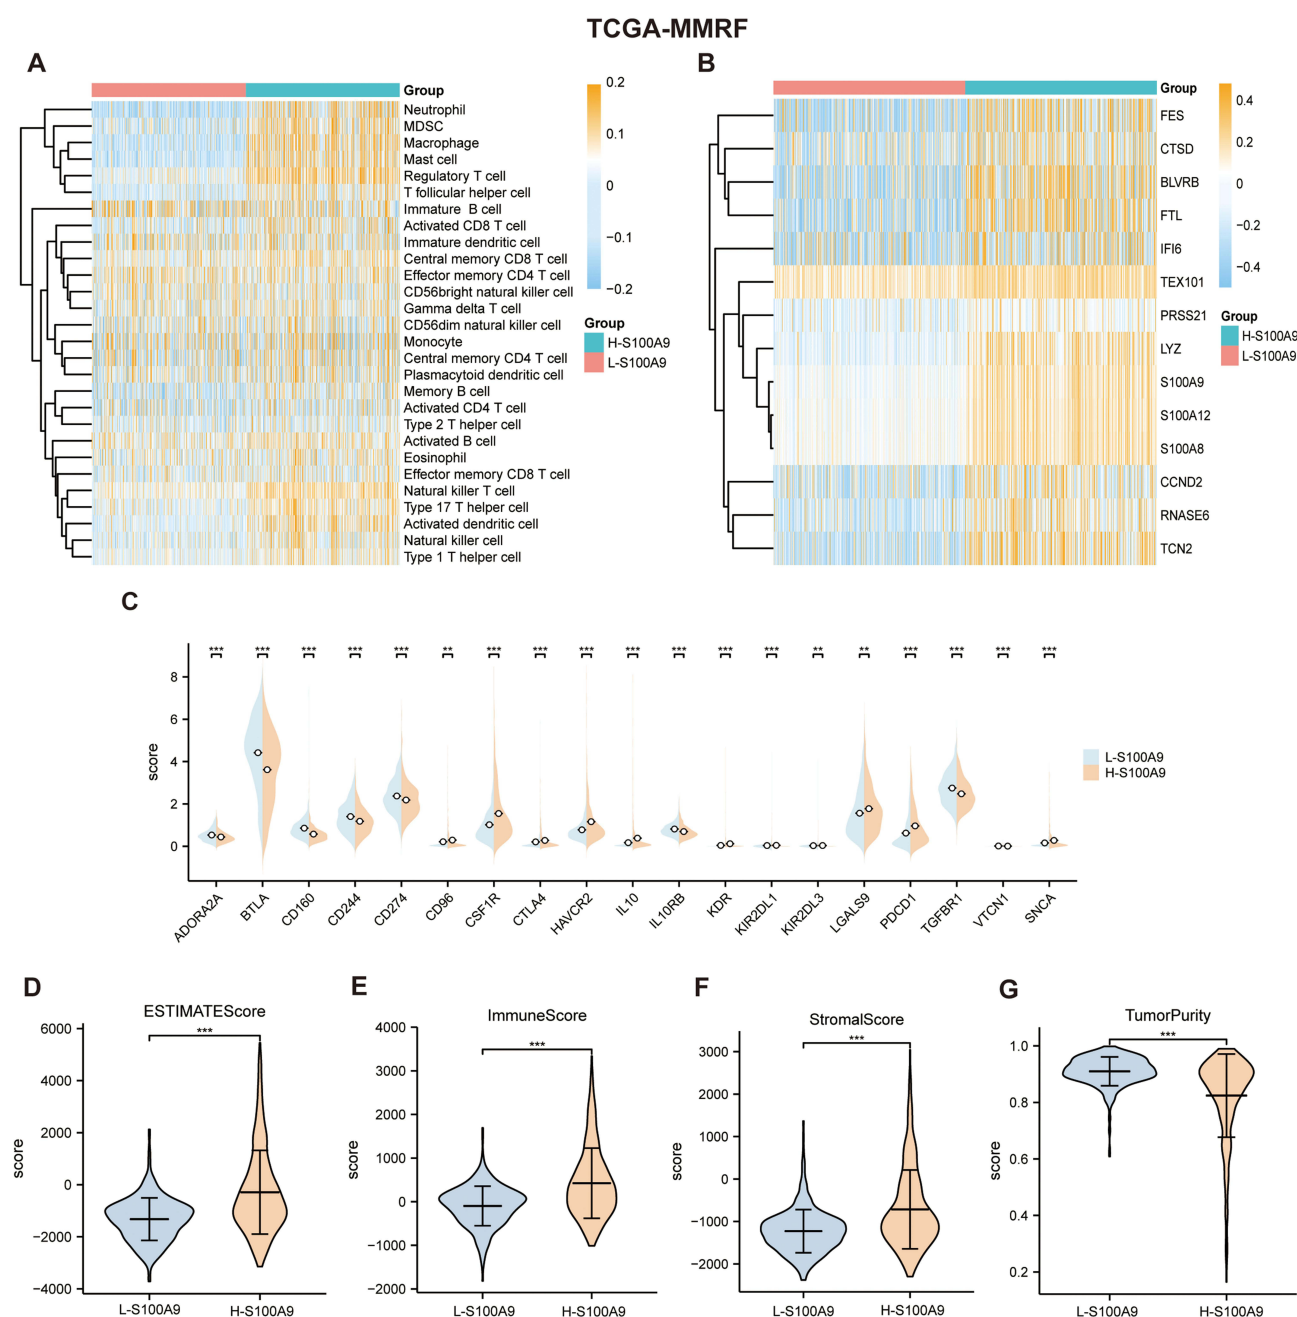 TCGA-MMRF
A
Group
Neutrophil
MDSC
Macrophage
Mast cell
Regulatory T cell
T follicular helper cell
Immature B cell
Activated CD8 T cell
Immature dendritic cell
Central memory CD8 T cell
Effector memory CD4 T cell
CD56bright natural killer cell
Gamma delta T cell
CD56dim natural killer cell
Monocyte
Central memory CD4 T cell
Plasmacytoid dendritic cell
Memory B cell
Activated CD4 T cell
Type 2 T helper cell
Activated B cell
Eosinophil
Effector memory CD8 T cell
Natural killer T cell
Type 17 T helper cell
Activated dendritic cell
Natural killer cell
Type 1 T helper cell
0.2
0.1
0
−0.1
−0.2
Group
H-S100A9
L-S100A9
B
Group
FES
CTSD
BLVRB
FTL
IFI6
TEX101
PRSS21
LYZ
S100A9
S100A12
S100A8
CCND2
RNASE6
TCN2
0.4
0.2
0
−0.2
−0.4
Group
H-S100A9
L-S100A9
C
*** *** *** *** *** ** *** *** *** *** *** *** *** ** ** *** *** *** ***
8
6
4
2
0
score
ADORA2A
BTLA
CD160
CD244
CD274
CD96
CSF1R
CTLA4
HAVCR2
IL10
IL10RB
KDR
KIR2DL1
KIR2DL3
LGALS9
PDCD1
TGFBR1
VTCN1
SNCA
L-S100A9
H-S100A9
D
ESTIMATEScore
***
6000
4000
2000
0
−2000
−4000
score
L-S100A9
H-S100A9
E
ImmuneScore
***
4000
3000
2000
1000
0
−1000
−2000
score
L-S100A9
H-S100A9
F
StromalScore
***
3000
2000
1000
0
−1000
−2000
score
L-S100A9
H-S100A9
G
TumorPurity
***
1.0
0.8
0.6
0.4
0.2
score
L-S100A9
H-S100A9